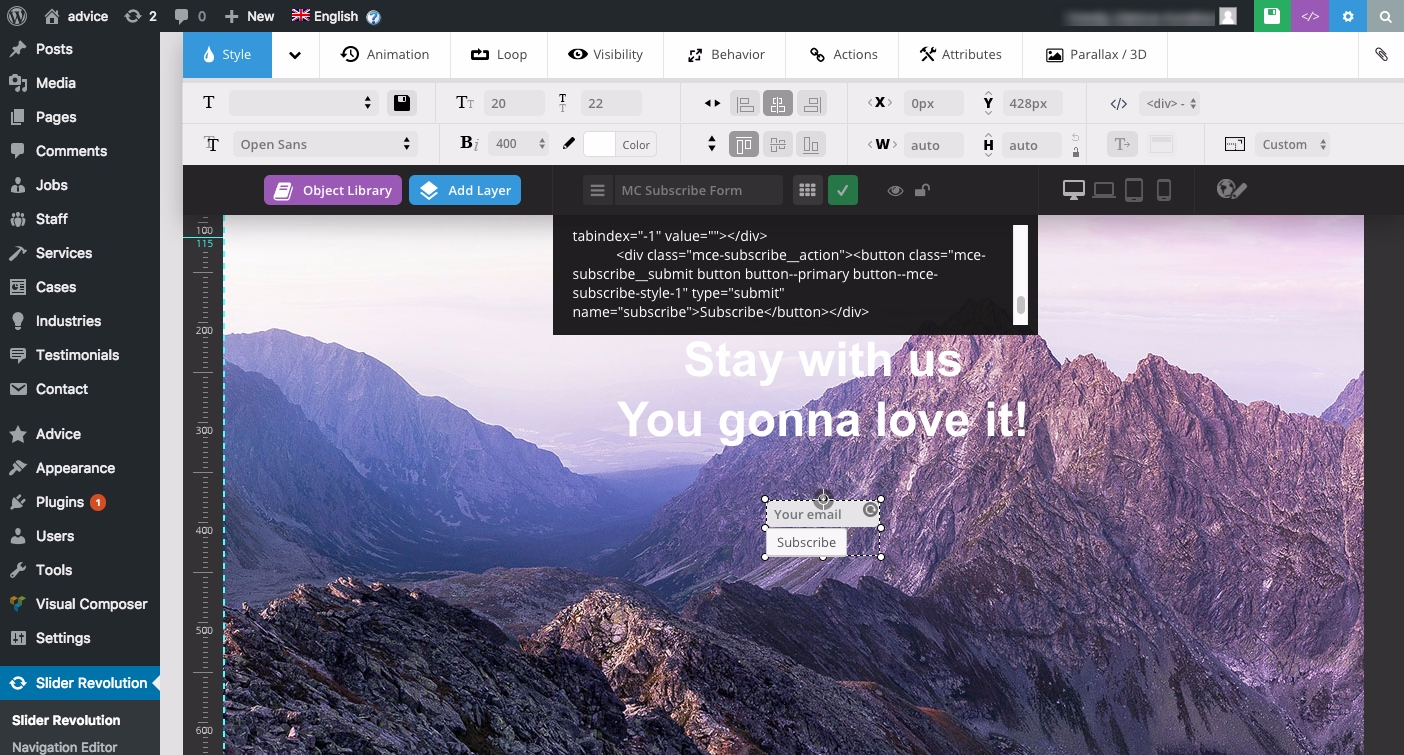 advice
2
0
New
English
Posts
Media
Pages
Comments
Jobs
Staff
Services
Cases
Industries
Testimonials
Contact
Advice
Appearance
Plugins 1
Users
Tools
Visual Composer
Settings
Slider Revolution
Slider Revolution
Navigation Editor
Style
Animation
Loop
Visibility
Behavior
Actions
Attributes
Parallax / 3D
20
22
X 0px
Y 428px
<div> -
Open Sans
400
Color
W auto
H auto
Custom
Object Library
Add Layer
MC Subscribe Form
tabindex="-1" value=""></div>
<div class="mce-subscribe__action"><button class="mce-
subscribe__submit button button--primary button--mce-
subscribe-style-1" type="submit"
name="subscribe">Subscribe</button></div>
100
115
200
300
400
500
600
Stay with us
You gonna love it!
Your email
Subscribe